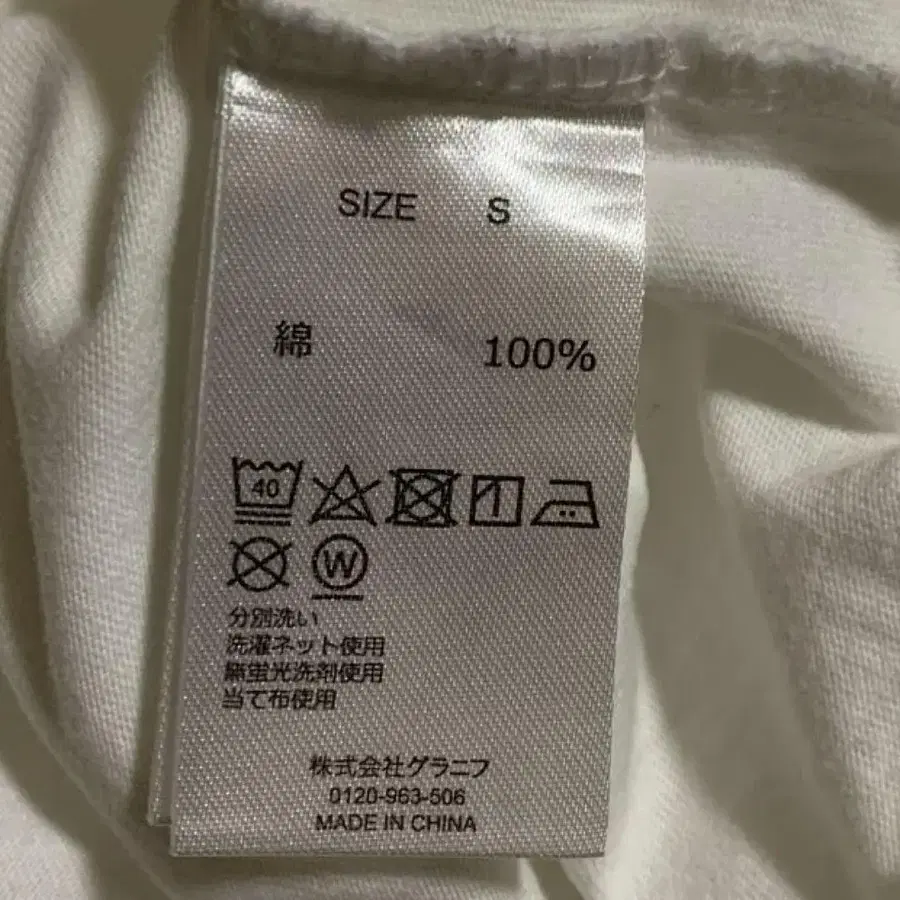 SIZE S
綿 100%
40
W
分別洗い
洗濯ネット使用
無蛍光洗剤使用
当て布使用
株式会社グラニフ
0120-963-506
MADE IN CHINA